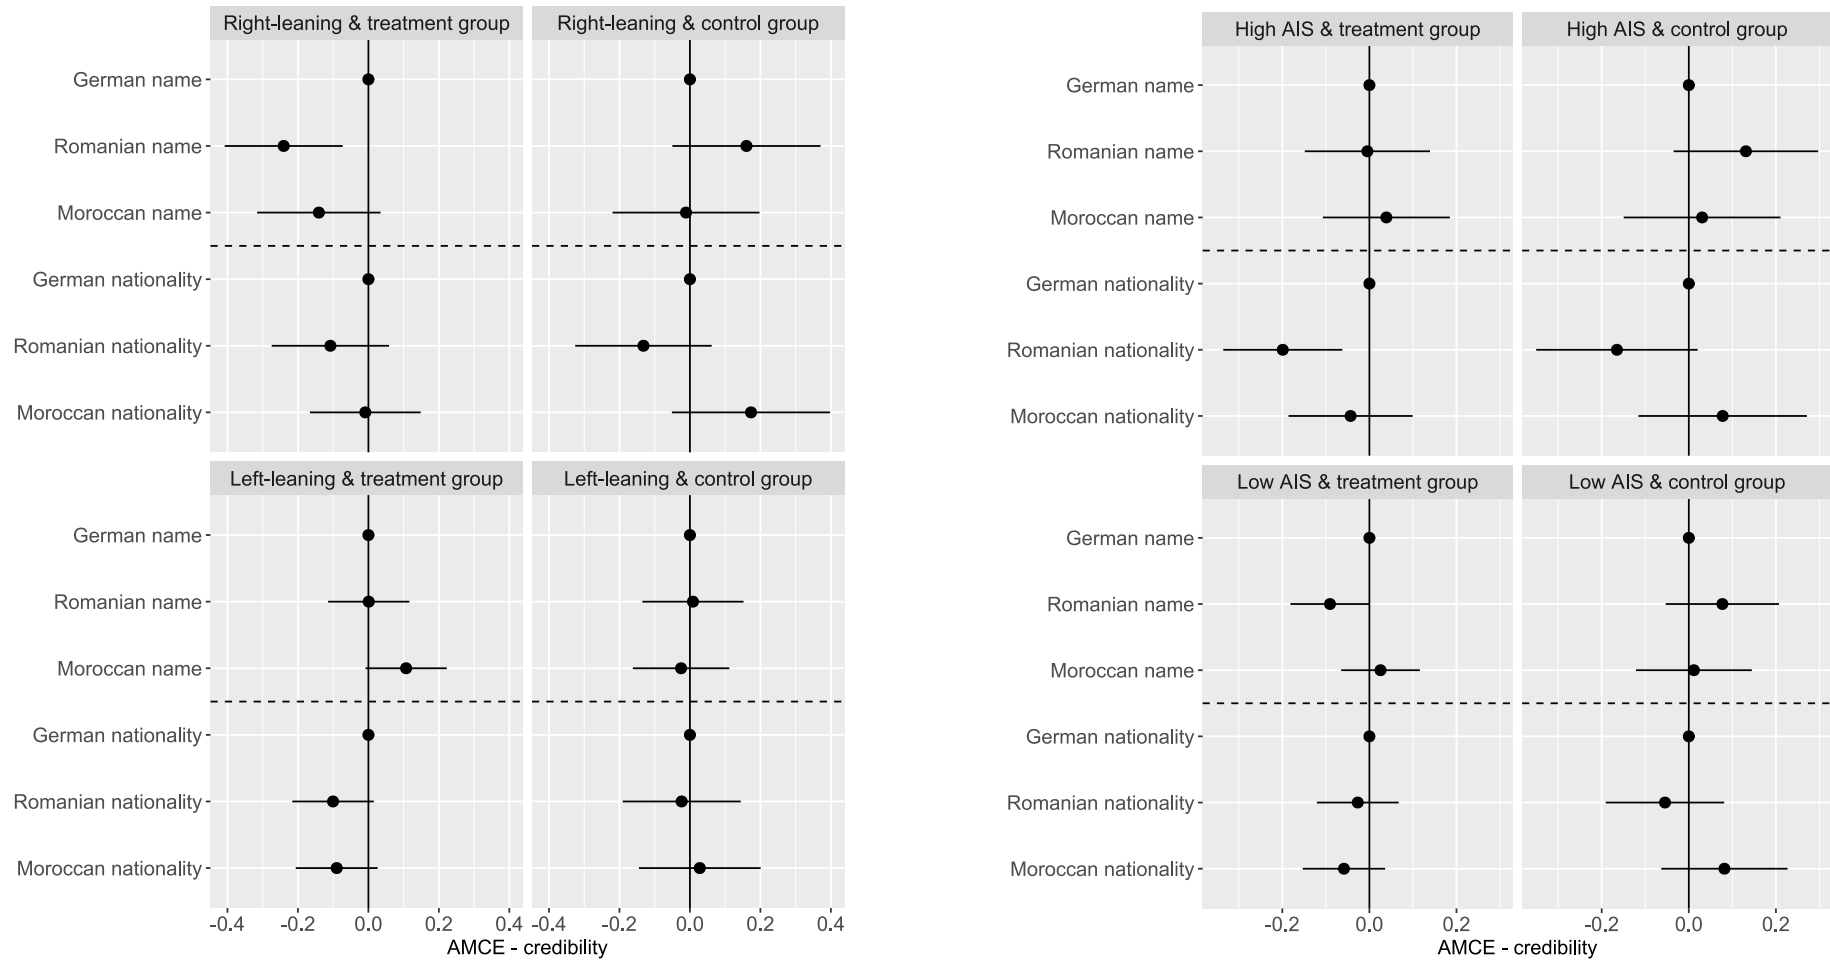 Right-leaning & treatment group
Right-leaning & control group
German name
Romanian name
Moroccan name
German nationality
Romanian nationality
Moroccan nationality
Left-leaning & treatment group
Left-leaning & control group
German name
Romanian name
Moroccan name
German nationality
Romanian nationality
Moroccan nationality
-0.4 -0.2 0.0 0.2 0.4
-0.4 -0.2 0.0 0.2 0.4
AMCE - credibility
High AIS & treatment group
High AIS & control group
German name
Romanian name
Moroccan name
German nationality
Romanian nationality
Moroccan nationality
Low AIS & treatment group
Low AIS & control group
German name
Romanian name
Moroccan name
German nationality
Romanian nationality
Moroccan nationality
-0.2 0.0 0.2
-0.2 0.0 0.2
AMCE - credibility